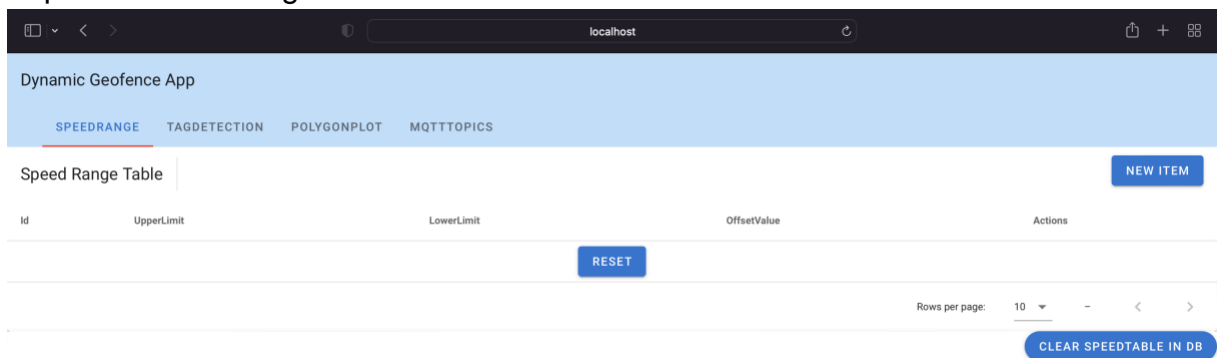 localhost
Dynamic Geofence App
SPEEDRANGE TAGDETECTION POLYGONPLOT MQTTTOPICS
Speed Range Table NEW ITEM
Id UpperLimit LowerLimit OffsetValue Actions
RESET
Rows per page: 10 –
CLEAR SPEEDTABLE IN DB